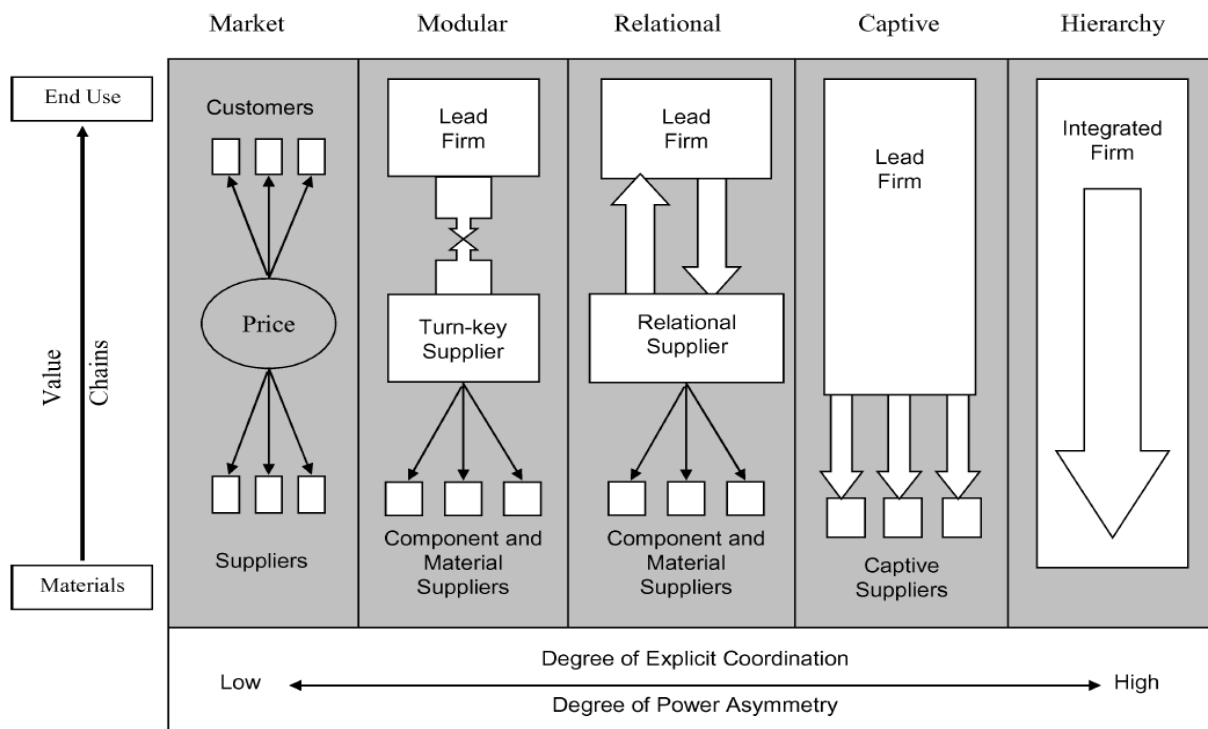 Market
Modular
Relational
Captive
Hierarchy
End Use
Value
Chains
Materials
Customers
Price
Suppliers
Lead
Firm
Turn-key
Supplier
Component and
Material
Suppliers
Lead
Firm
Relational
Supplier
Component and
Material
Suppliers
Lead
Firm
Captive
Suppliers
Integrated
Firm
Degree of Explicit Coordination
Low
High
Degree of Power Asymmetry